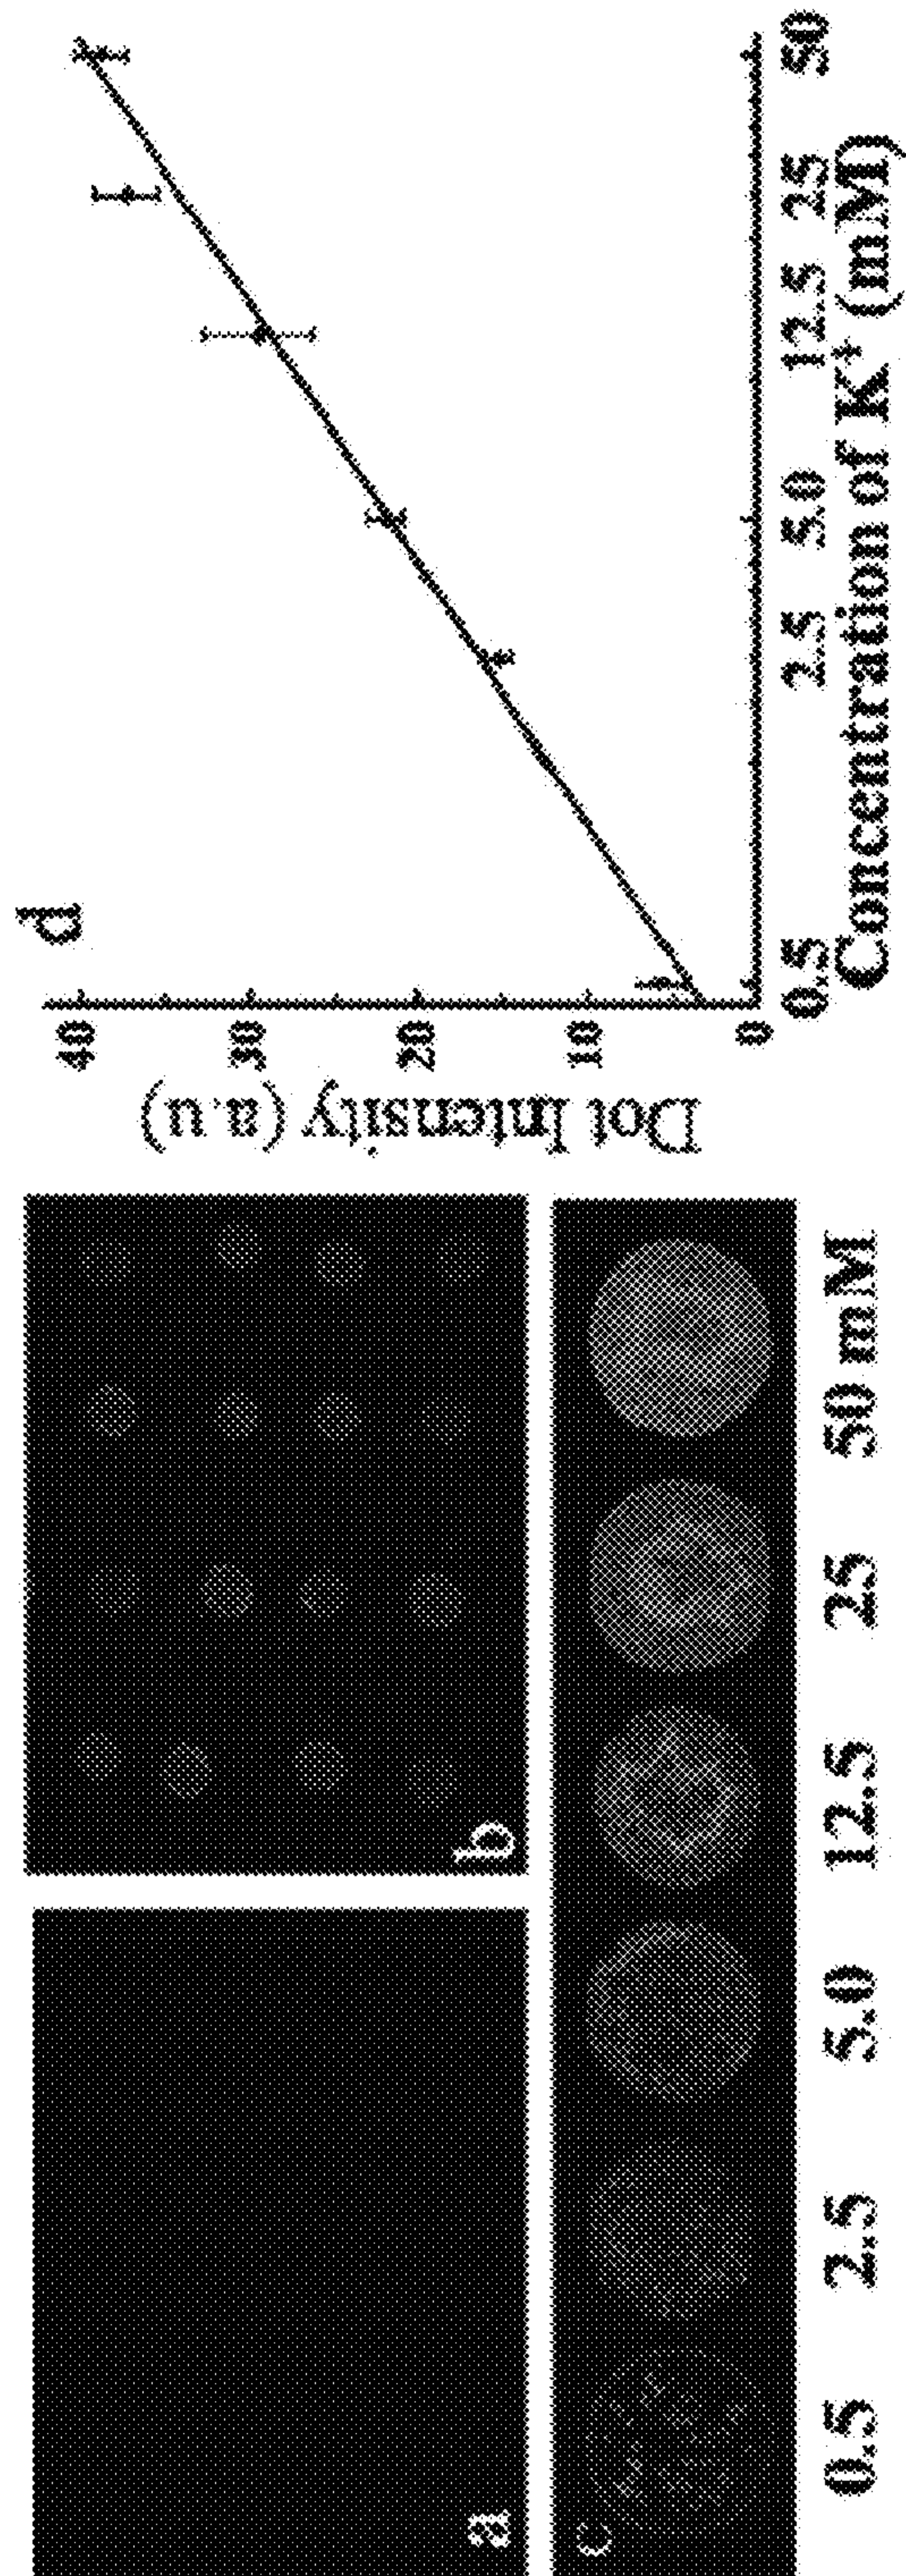 a
b
c
0.5 2.5 5.0 12.5 25 50 mM
d
Dot Intensity (a.u)
40
30
20
10
0
0.5 2.5 5.0 12.5 25 50
Concentration of K⁺ (mM)